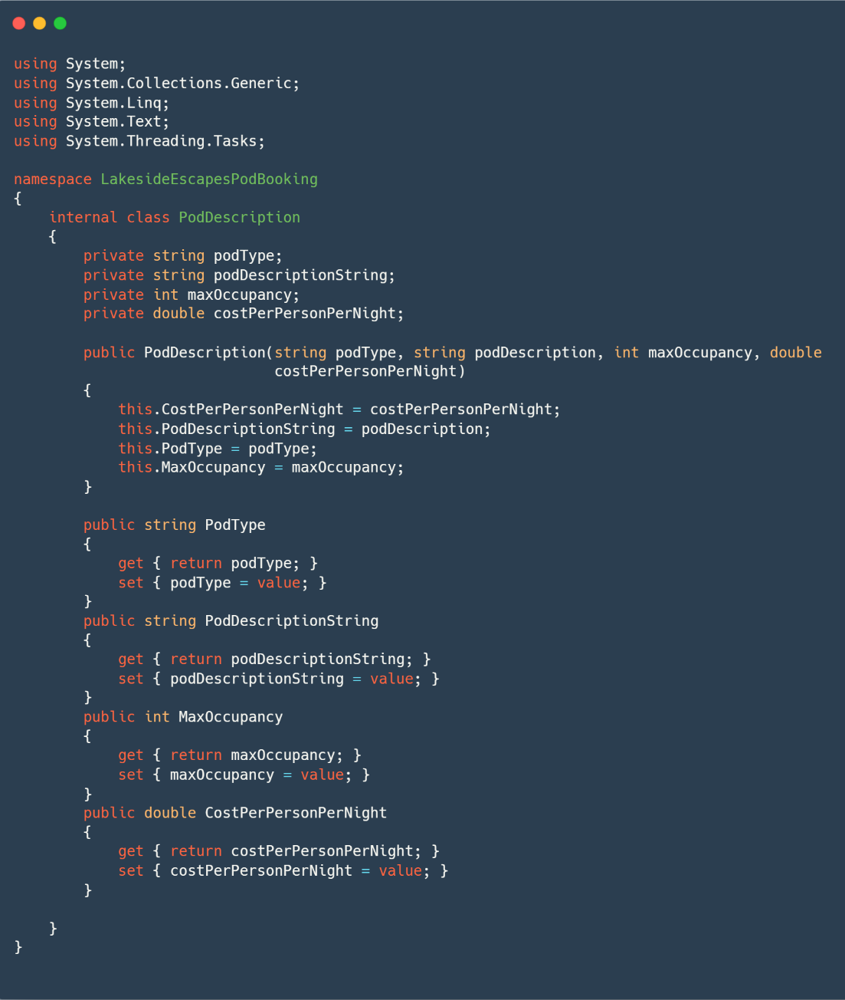 using System;
using System.Collections.Generic;
using System.Linq;
using System.Text;
using System.Threading.Tasks;

namespace LakesideEscapesPodBooking
{
    internal class PodDescription
    {
        private string podType;
        private string podDescriptionString;
        private int maxOccupancy;
        private double costPerPersonPerNight;

        public PodDescription(string podType, string podDescription, int maxOccupancy, double
                              costPerPersonPerNight)
        {
            this.CostPerPersonPerNight = costPerPersonPerNight;
            this.PodDescriptionString = podDescription;
            this.PodType = podType;
            this.MaxOccupancy = maxOccupancy;
        }

        public string PodType
        {
            get { return podType; }
            set { podType = value; }
        }
        public string PodDescriptionString
        {
            get { return podDescriptionString; }
            set { podDescriptionString = value; }
        }
        public int MaxOccupancy
        {
            get { return maxOccupancy; }
            set { maxOccupancy = value; }
        }
        public double CostPerPersonPerNight
        {
            get { return costPerPersonPerNight; }
            set { costPerPersonPerNight = value; }
        }

    }
}